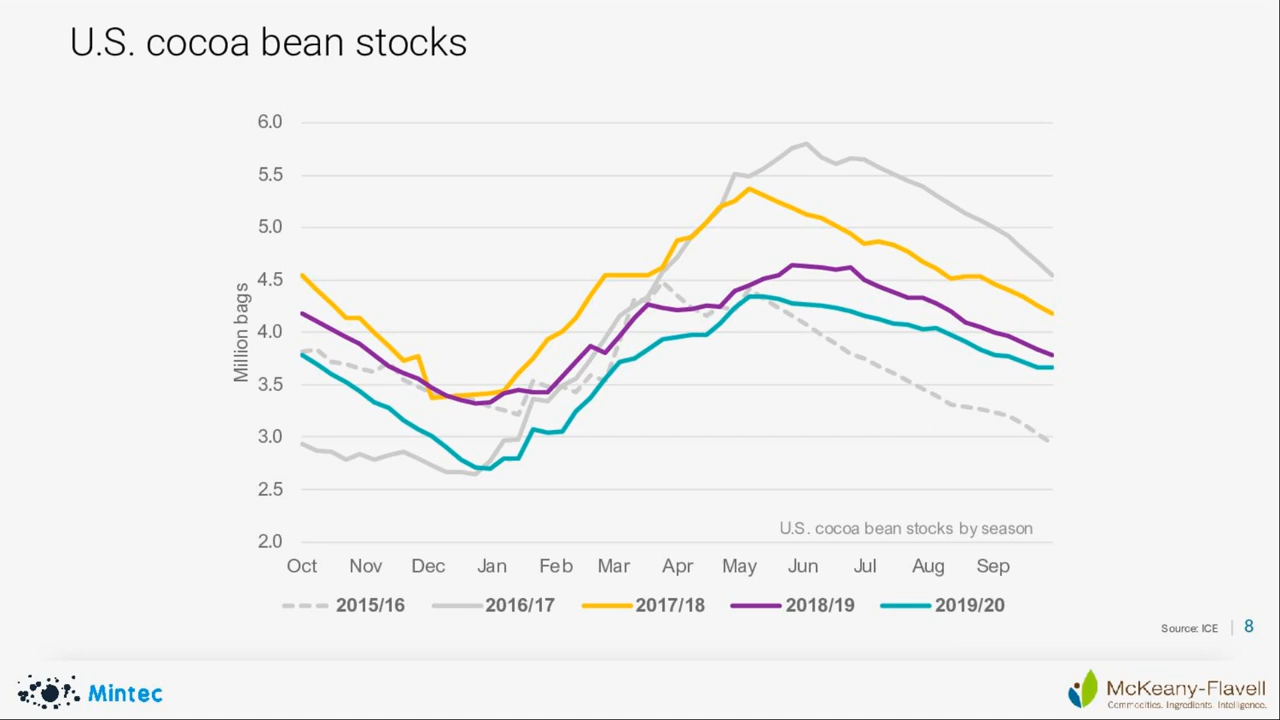 U.S. cocoa bean stocks
6.0
5.5
5.0
4.5
4.0
3.5
3.0
2.5
2.0
Million bags
U.S. cocoa bean stocks by season
Oct Nov Dec Jan Feb Mar Apr May Jun Jul Aug Sep
2015/16 2016/17 2017/18 2018/19 2019/20
Source: ICE 8
Mintec
McKeany-Flavell
Commodities. Ingredients. Intelligence.